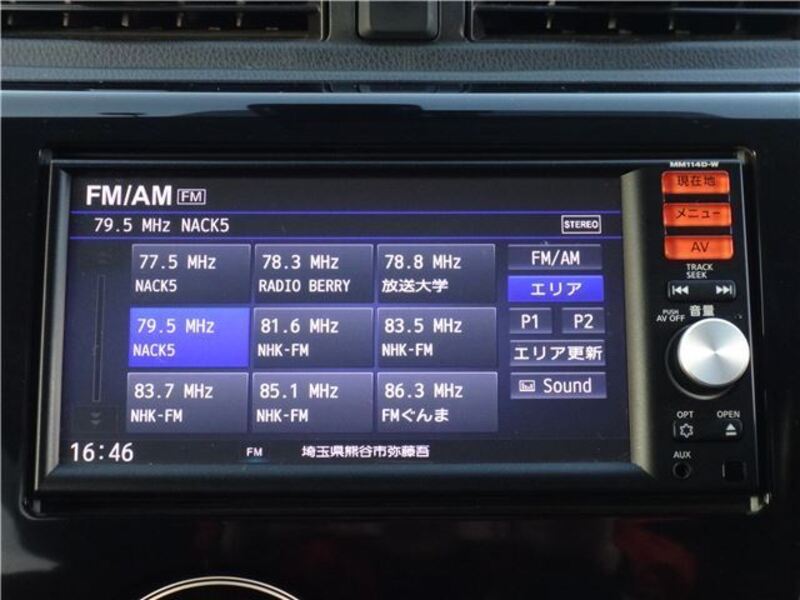 MM114D-W
FM/AM FM
79.5 MHz NACK5 STEREO
77.5 MHz NACK5
78.3 MHz RADIO BERRY
78.8 MHz 放送大学
FM/AM
エリア
79.5 MHz NACK5
81.6 MHz NHK-FM
83.5 MHz NHK-FM
P1 P2
エリア更新
83.7 MHz NHK-FM
85.1 MHz NHK-FM
86.3 MHz FMぐんま
Sound
16:46 FM 埼玉県熊谷市弥藤吾
現在地
メニュー
AV
TRACK SEEK
PUSH AV OFF 音量
OPT OPEN
AUX